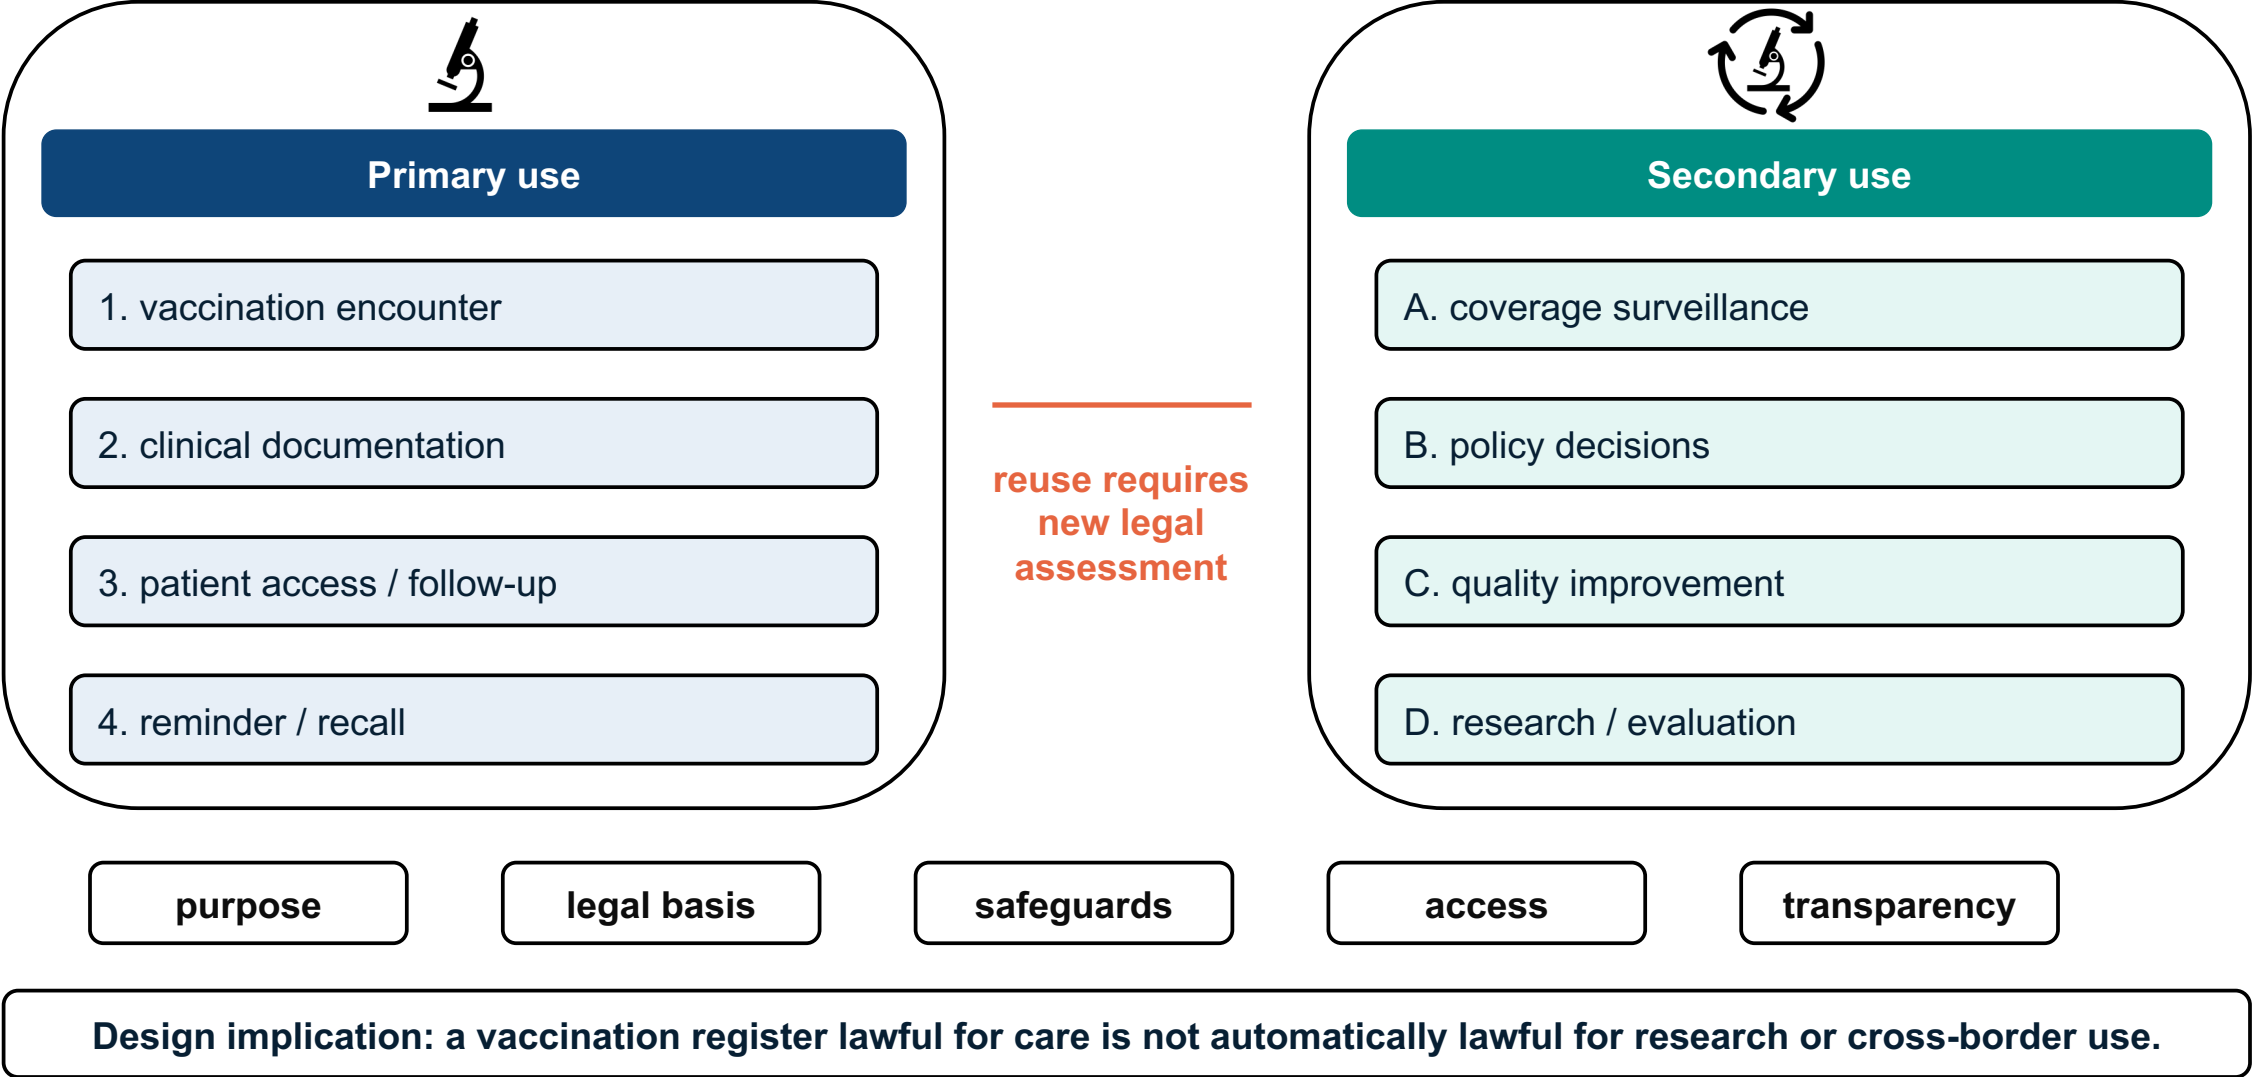 Primary use
1. vaccination encounter
2. clinical documentation
3. patient access / follow-up
4. reminder / recall
reuse requires
new legal
assessment
Secondary use
A. coverage surveillance
B. policy decisions
C. quality improvement
D. research / evaluation
purpose
legal basis
safeguards
access
transparency
Design implication: a vaccination register lawful for care is not automatically lawful for research or cross-border use.